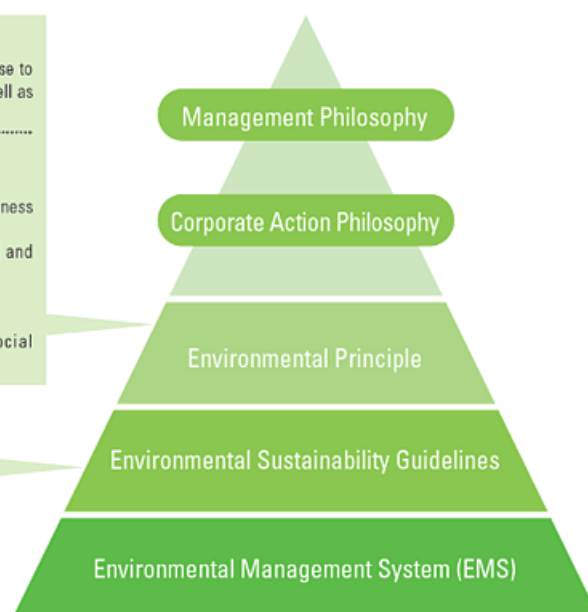 se to
ell as
ness
and
ocial
Management Philosophy
Corporate Action Philosophy
Environmental Principle
Environmental Sustainability Guidelines
Environmental Management System (EMS)